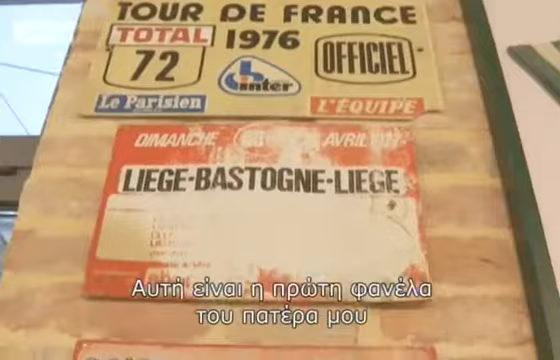 TOUR DE FRANCE
TOTAL 1976
72
OFFICIEL
inter
Le Parisien
L'ÉQUIPE
DIMANCHE
AVRIL
LIEGE-BASTOGNE-LIEGE
Αυτή είναι η πρώτη φανέλα
του πατέρα μου